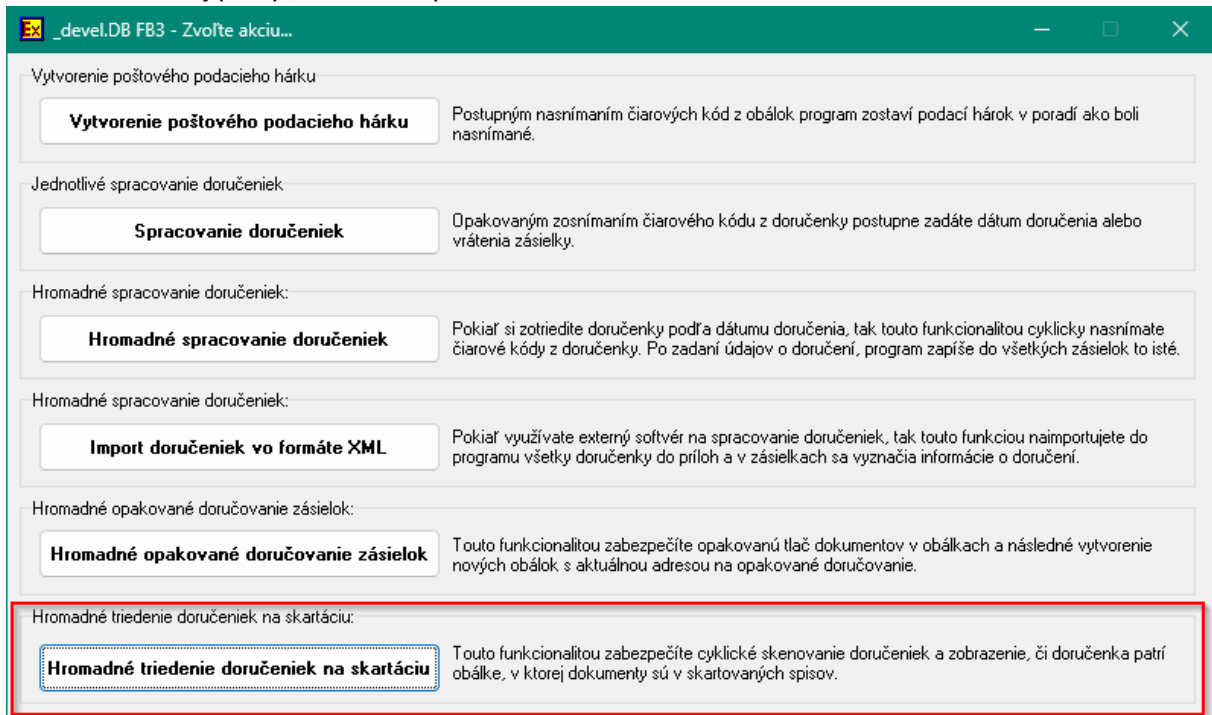 Ex _devel.DB FB3 - Zvoľte akciu...
Vytvorenie poštového podacieho hárku
Vytvorenie poštového podacieho hárku
Postupným nasnímaním čiarových kód z obálok program zostaví podací hárok v poradí ako boli
nasnímané.
Jednotlivé spracovanie doručeniek
Spracovanie doručeniek
Opakovaným zosnímaním čiarového kódu z doručenky postupne zadáte dátum doručenia alebo
vrátenia zásielky.
Hromadné spracovanie doručeniek:
Hromadné spracovanie doručeniek
Pokiaľ si zotriedite doručenky podľa dátumu doručenia, tak touto funkcionalitou cyklicky nasnímate
čiarové kódy z doručenky. Po zadaní údajov o doručení, program zapíše do všetkých zásielok to isté.
Hromadné spracovanie doručeniek:
Import doručeniek vo formáte XML
Pokiaľ využívate externý softvér na spracovanie doručeniek, tak touto funkciou naimportujete do
programu všetky doručenky do príloh a v zásielkach sa vyznačia informácie o doručení.
Hromadné opakované doručovanie zásielok:
Hromadné opakované doručovanie zásielok
Touto funkcionalitou zabezpečíte opakovanú tlač dokumentov v obálkach a následné vytvorenie
nových obálok s aktuálnou adresou na opakované doručovanie.
Hromadné triedenie doručeniek na skartáciu:
Hromadné triedenie doručeniek na skartáciu
Touto funkcionalitou zabezpečíte cyklické skenovanie doručeniek a zobrazenie, či doručenka patrí
obálke, v ktorej dokumenty sú v skartovaných spisov.